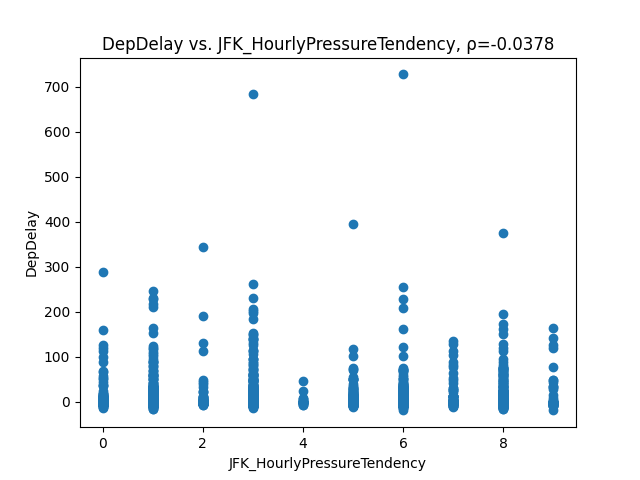 DepDelay vs. JFK_HourlyPressureTendency, ρ=-0.0378
700
600
500
400
300
200
100
0
DepDelay
0 2 4 6 8
JFK_HourlyPressureTendency